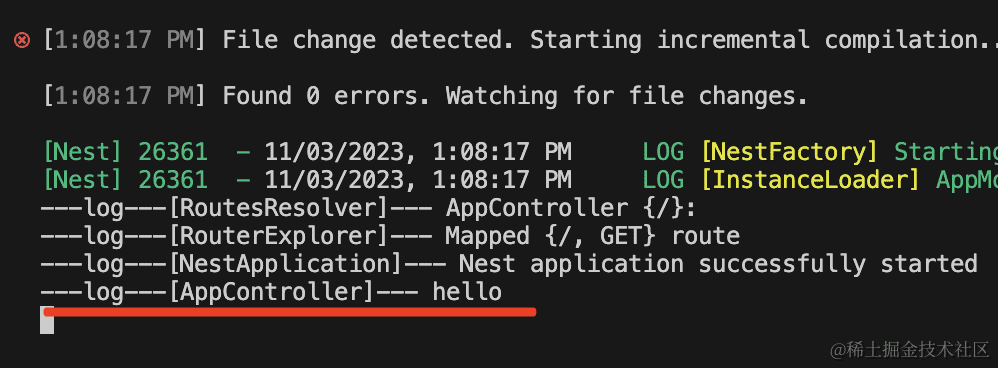 [1:08:17 PM] File change detected. Starting incremental compilation..
[1:08:17 PM] Found 0 errors. Watching for file changes.
[Nest] 26361  - 11/03/2023, 1:08:17 PM     LOG [NestFactory] Starting
[Nest] 26361  - 11/03/2023, 1:08:17 PM     LOG [InstanceLoader] AppMo
---log---[RoutesResolver]--- AppController {/}:
---log---[RouterExplorer]--- Mapped {/, GET} route
---log---[NestApplication]--- Nest application successfully started
---log---[AppController]--- hello
@稀土掘金技术社区